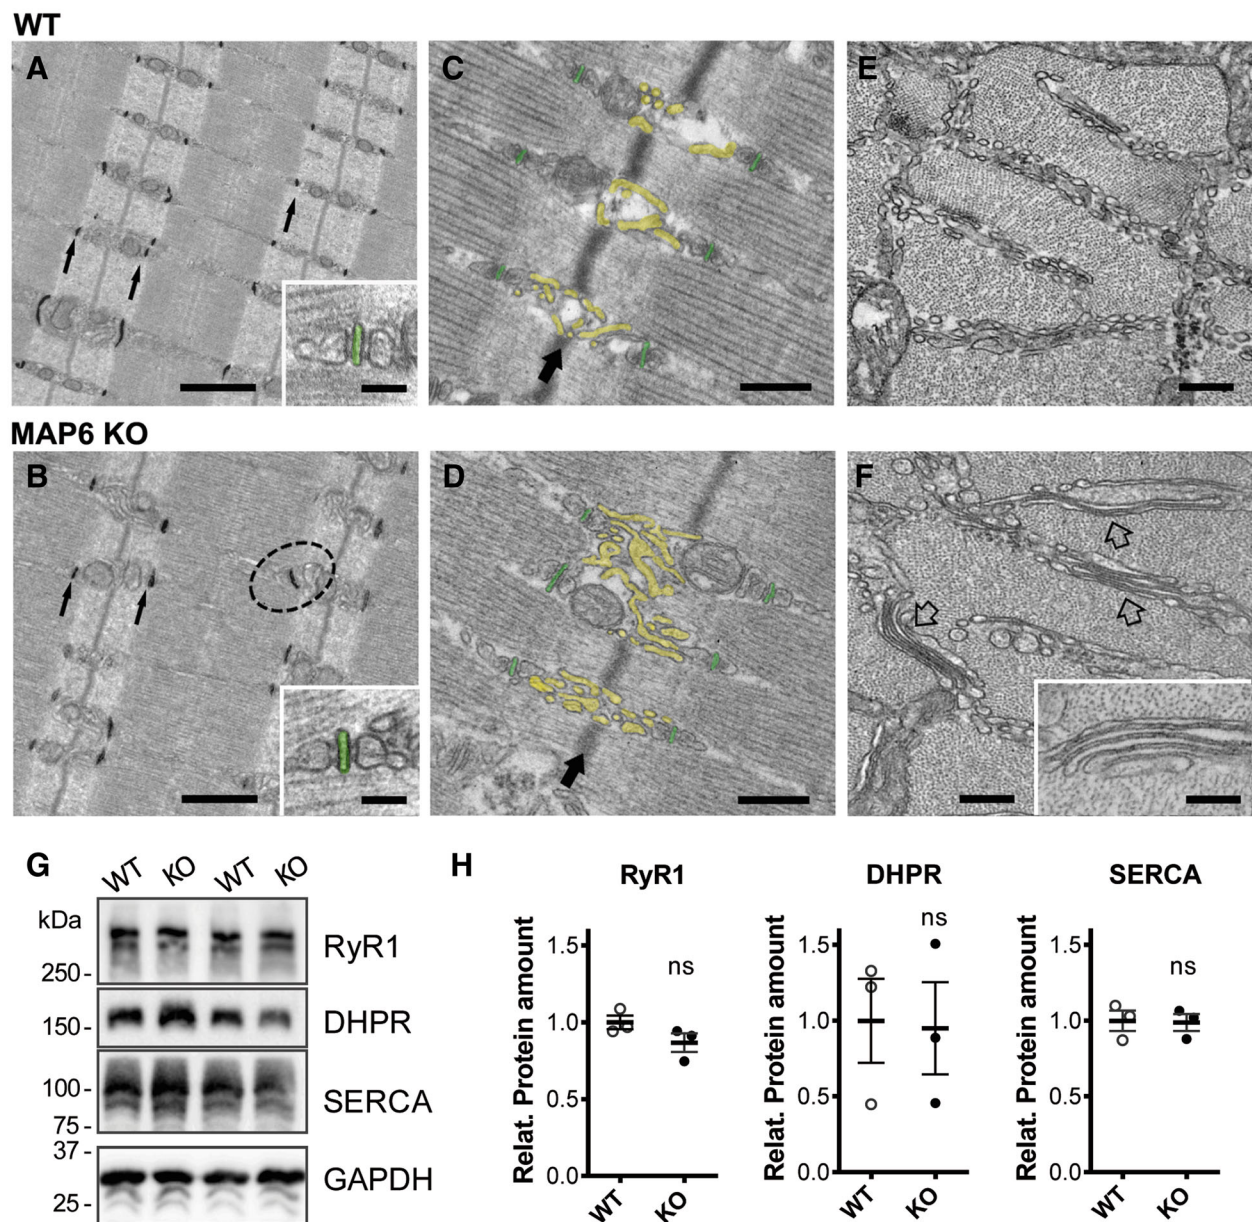 WT
A
C
E
MAP6 KO
B
D
F
G
WT KO WT KO
kDa
250 -
RyR1
150 -
DHPR
100 -
75 -
SERCA
37 -
25 -
GAPDH
H
RyR1
Relat. Protein amount
1.5
1.0
0.5
0.0
ns
WT KO
DHPR
Relat. Protein amount
1.5
1.0
0.5
0.0
ns
WT KO
SERCA
Relat. Protein amount
1.5
1.0
0.5
0.0
ns
WT KO